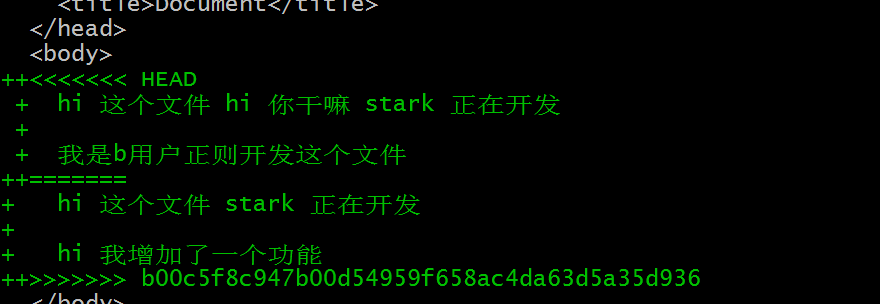 <title>Document</title>
</head>
<body>
++<<<<<<< HEAD
+ hi 这个文件 hi 你干嘛 stark 正在开发
+
+ 我是b用户正则开发这个文件
++=======
+ hi 这个文件 stark 正在开发
+
+ hi 我增加了一个功能
++>>>>>>> b00c5f8c947b00d54959f658ac4da63d5a35d936
</body>